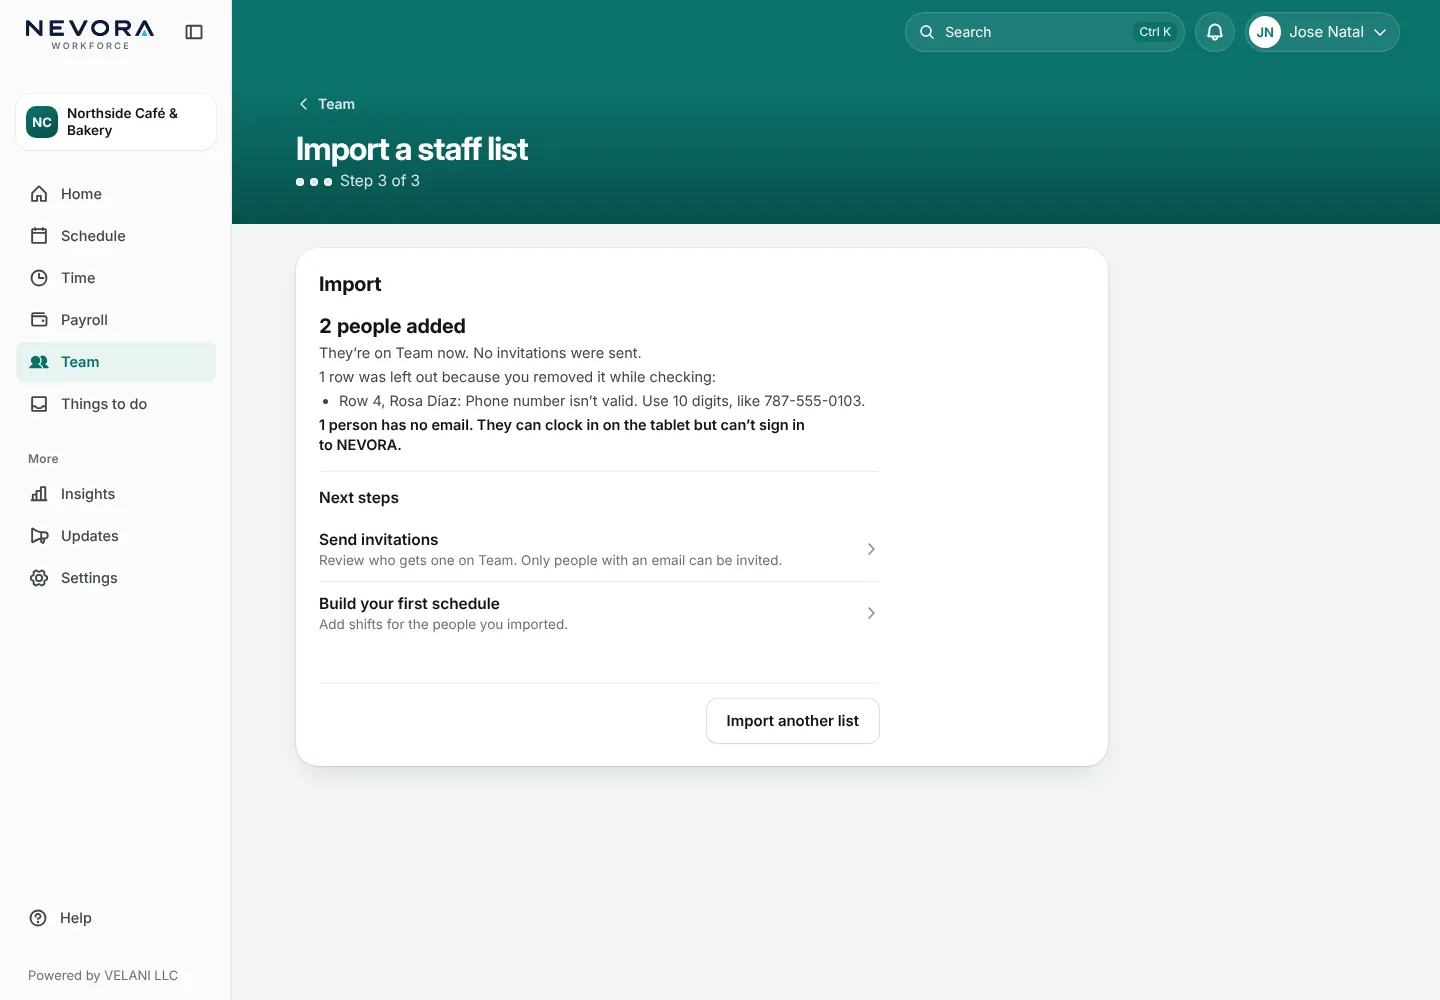 NEVORA
WORKFORCE
Search
Ctrl K
JN
Jose Natal
NC
Northside Café &
Bakery
Home
Schedule
Time
Payroll
Team
Things to do
More
Insights
Updates
Settings
Help
Powered by VELANI LLC
Team
Import a staff list
Step 3 of 3
Import
2 people added
They’re on Team now. No invitations were sent.
1 row was left out because you removed it while checking:
• Row 4, Rosa Díaz: Phone number isn’t valid. Use 10 digits, like 787-555-0103.
1 person has no email. They can clock in on the tablet but can’t sign in
to NEVORA.
Next steps
Send invitations
Review who gets one on Team. Only people with an email can be invited.
Build your first schedule
Add shifts for the people you imported.
Import another list